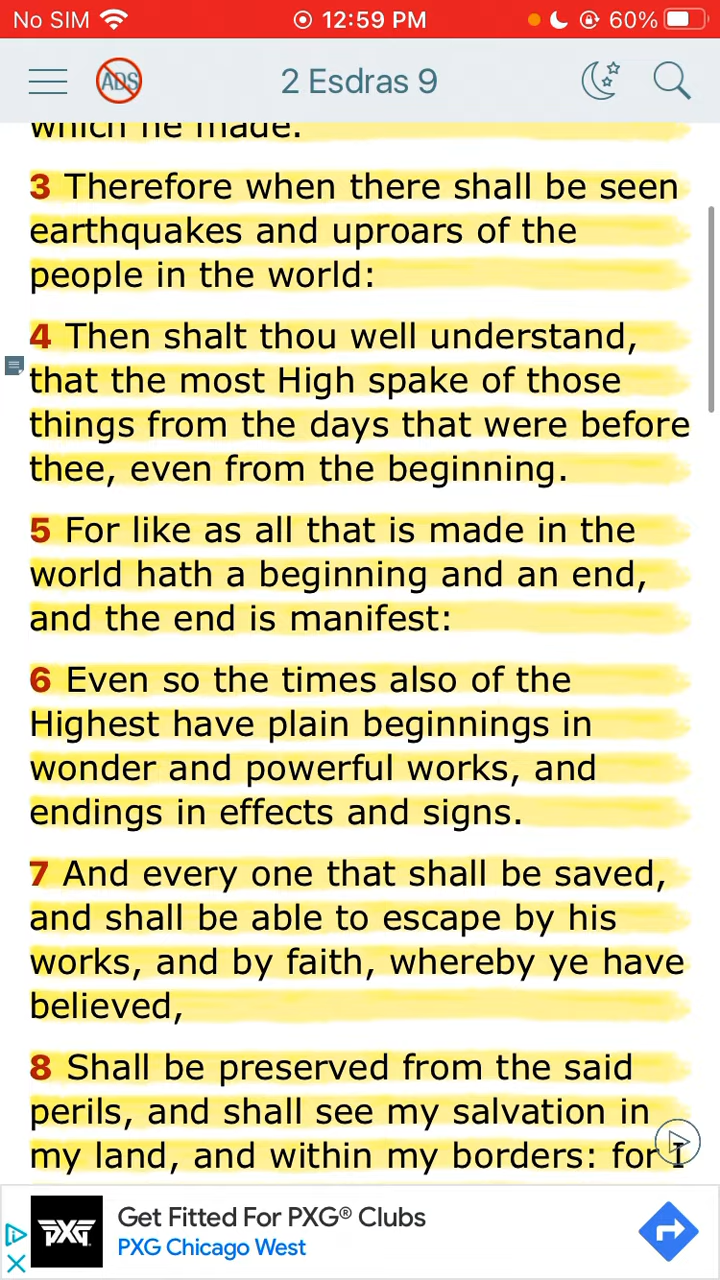 No SIM 12:59 PM 60%
ADS 2 Esdras 9
which he made.
3 Therefore when there shall be seen
earthquakes and uproars of the
people in the world:
4 Then shalt thou well understand,
that the most High spake of those
things from the days that were before
thee, even from the beginning.
5 For like as all that is made in the
world hath a beginning and an end,
and the end is manifest:
6 Even so the times also of the
Highest have plain beginnings in
wonder and powerful works, and
endings in effects and signs.
7 And every one that shall be saved,
and shall be able to escape by his
works, and by faith, whereby ye have
believed,
8 Shall be preserved from the said
perils, and shall see my salvation in
my land, and within my borders: for I
PXG
Get Fitted For PXG® Clubs
PXG Chicago West